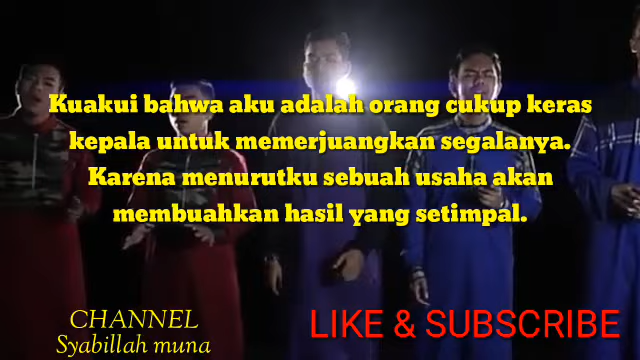 Kuakui bahwa aku adalah orang cukup keras
kepala untuk memerjuangkan segalanya.
Karena menurutku sebuah usaha akan
membuahkan hasil yang setimpal.
CHANNEL
Syabillah muna
LIKE & SUBSCRIBE